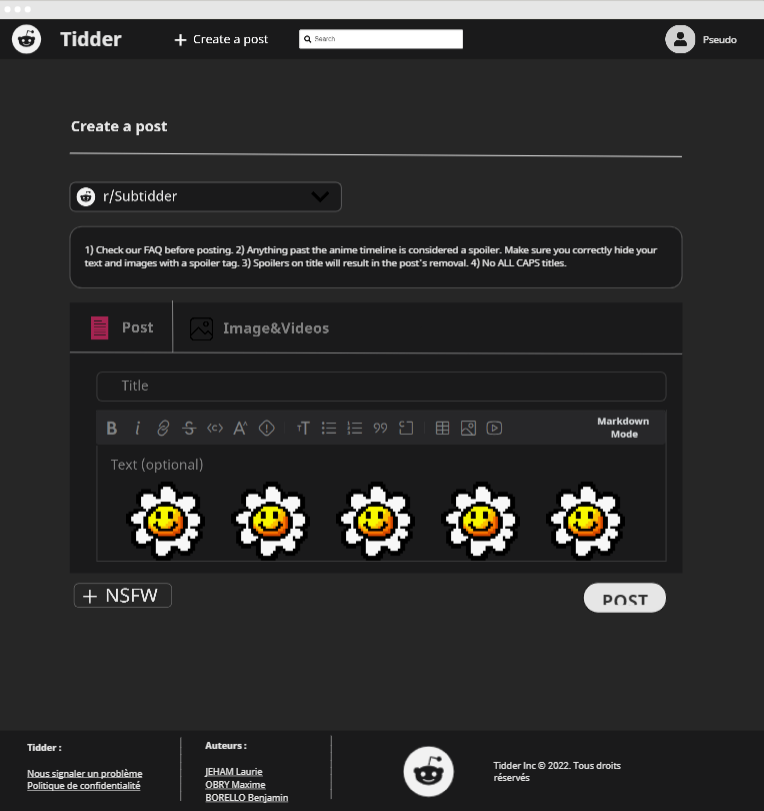 Tidder
+ Create a post
Search
Pseudo
Create a post
r/Subtidder
1) Check our FAQ before posting. 2) Anything past the anime timeline is considered a spoiler. Make sure you correctly hide your
text and images with a spoiler tag. 3) Spoilers on title will result in the post's removal. 4) No ALL CAPS titles.
Post
Image&Videos
Title
Markdown
Mode
Text (optional)
+ NSFW
POST
Tidder :
Nous signaler un problème
Politique de confidentialité
Auteurs :
JEHAM Laurie
OBRY Maxime
BORELLO Benjamin
Tidder Inc © 2022. Tous droits
réservés